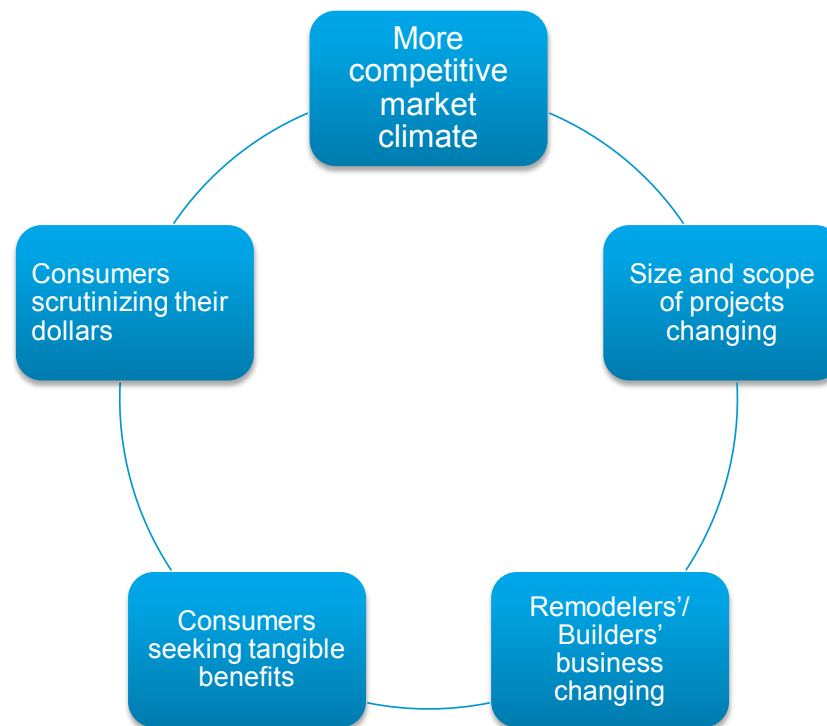 More
competitive
market
climate
Size and scope
of projects
changing
Remodelers’/
Builders’
business
changing
Consumers
seeking tangible
benefits
Consumers
scrutinizing their
dollars